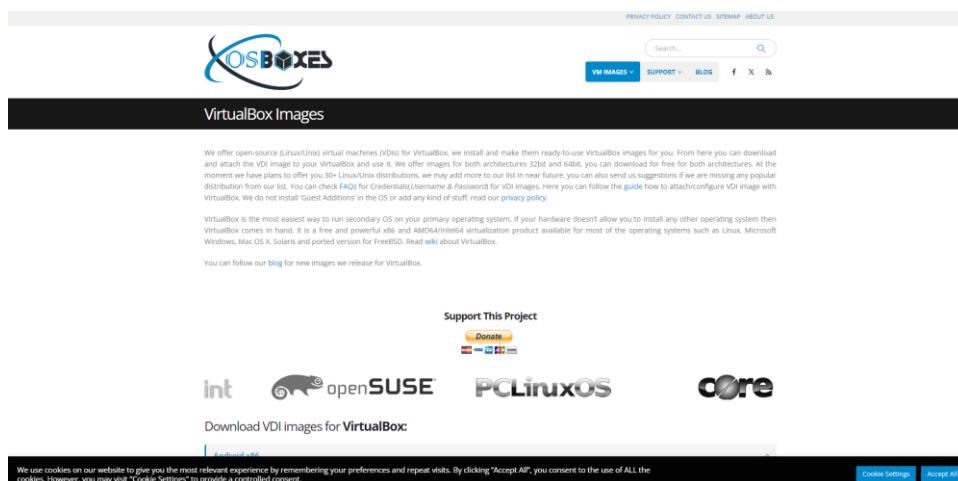 PRIVACY POLICY CONTACT US SITEMAP ABOUT US
OSBOXES
Search...
VM IMAGES SUPPORT BLOG
VirtualBox Images
We offer open-source (Linux/Unix) virtual machines (VDIs) for VirtualBox, we install and make them ready-to-use VirtualBox images for you. From here you can download
and attach the VDI image to your VirtualBox and use it. We offer images for both architectures 32bit and 64bit, you can download for free for both architectures. At the
moment we have plans to offer you 30+ Linux/Unix distributions, we may add more to our list in near future, you can also send us suggestions if we are missing any popular
distribution from our list. You can check FAQs for Credentials(Username & Password) for VDI images. Here you can follow the guide how to attach/configure VDI image with
VirtualBox. We do not install 'Guest Additions' in the OS or add any kind of stuff, read our privacy policy.
VirtualBox is the most easiest way to run secondary OS on your primary operating system, If your hardware doesn't allow you to install any other operating system then
VirtualBox comes in hand. It is a free and powerful x86 and AMD64/Intel64 virtualization product available for most of the operating systems such as Linux, Microsoft
Windows, Mac OS X, Solaris and ported version for FreeBSD. Read wiki about VirtualBox.
You can follow our blog for new images we release for VirtualBox.
Support This Project
Donate
int openSUSE PCLinuxOS core
Download VDI images for VirtualBox:
Android x86
We use cookies on our website to give you the most relevant experience by remembering your preferences and repeat visits. By clicking "Accept All", you consent to the use of ALL the
cookies. However, you may visit "Cookie Settings" to provide a controlled consent.
Cookie Settings Accept All